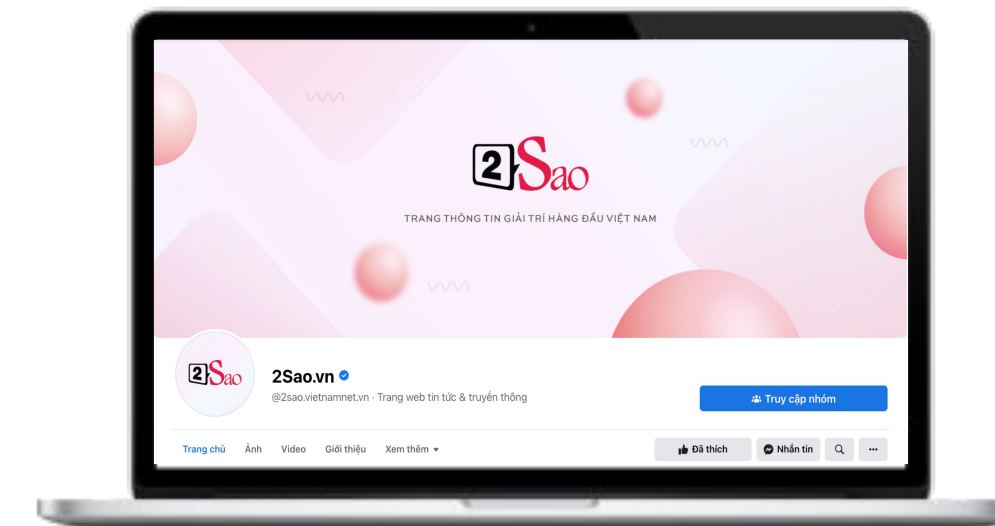 2Sao
TRANG THÔNG TIN GIẢI TRÍ HÀNG ĐẦU VIỆT NAM
2Sao
2Sao.vn
@2sao.vietnamnet.vn · Trang web tin tức & truyền thông
Truy cập nhóm
Trang chủ Ảnh Video Giới thiệu Xem thêm Đã thích Nhắn tin